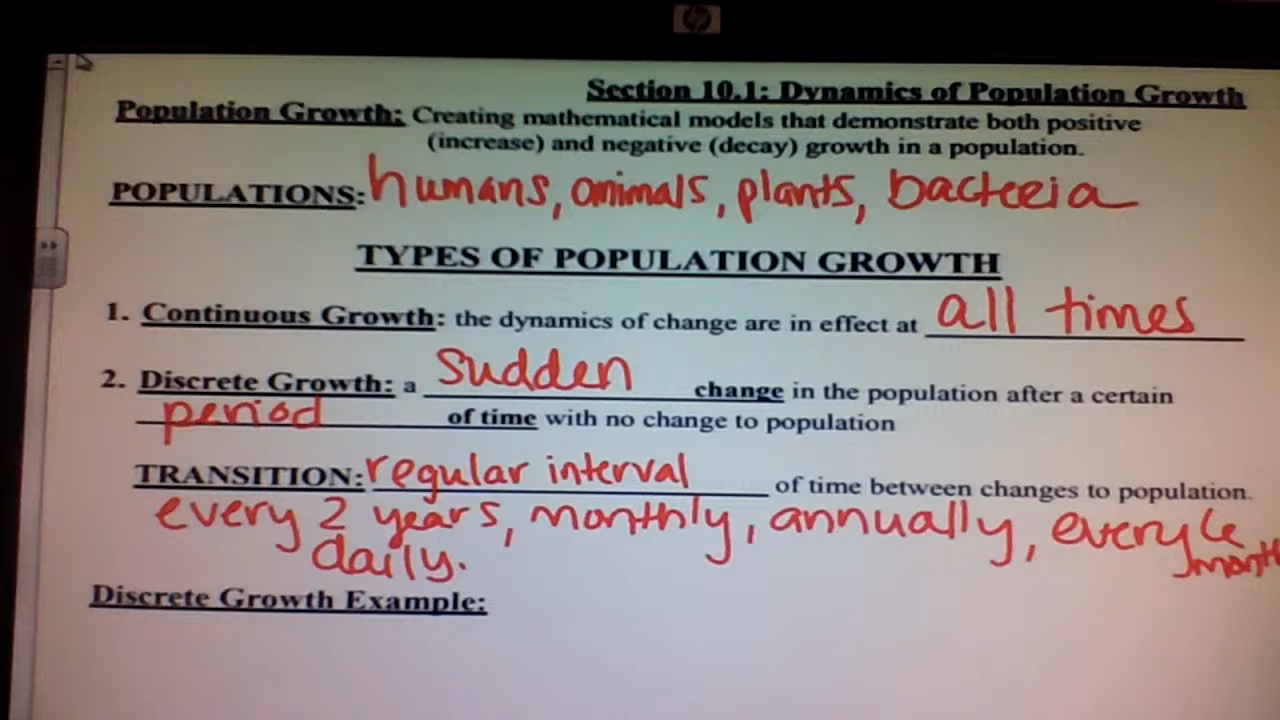 hp
Section 10.1: Dynamics of Population Growth
Population Growth: Creating mathematical models that demonstrate both positive
(increase) and negative (decay) growth in a population.
POPULATIONS: humans, animals, plants, bacteria
TYPES OF POPULATION GROWTH
1. Continuous Growth: the dynamics of change are in effect at all times
2. Discrete Growth: a sudden change in the population after a certain
period of time with no change to population
TRANSITION: regular interval of time between changes to population.
every 2 years, monthly, annually, every 6
daily.
Discrete Growth Example: